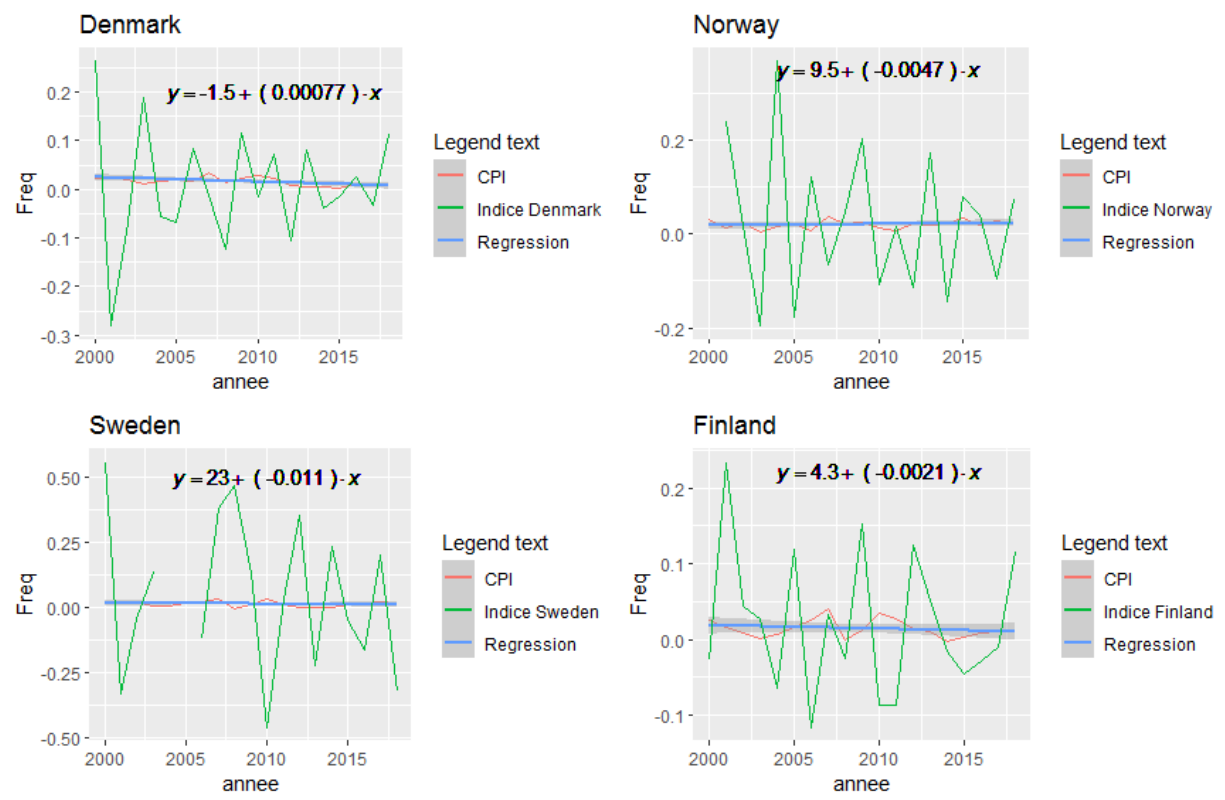 Denmark
y = -1.5 + ( 0.00077 ) · x
0.2
0.1
0.0
-0.1
-0.2
-0.3
Freq
2000 2005 2010 2015
annee
Legend text
CPI
Indice Denmark
Regression
Norway
y = 9.5 + ( -0.0047 ) · x
0.2
0.0
-0.2
Freq
2000 2005 2010 2015
annee
Legend text
CPI
Indice Norway
Regression
Sweden
y = 23 + ( -0.011 ) · x
0.50
0.25
0.00
-0.25
-0.50
Freq
2000 2005 2010 2015
annee
Legend text
CPI
Indice Sweden
Regression
Finland
y = 4.3 + ( -0.0021 ) · x
0.2
0.1
0.0
-0.1
Freq
2000 2005 2010 2015
annee
Legend text
CPI
Indice Finland
Regression